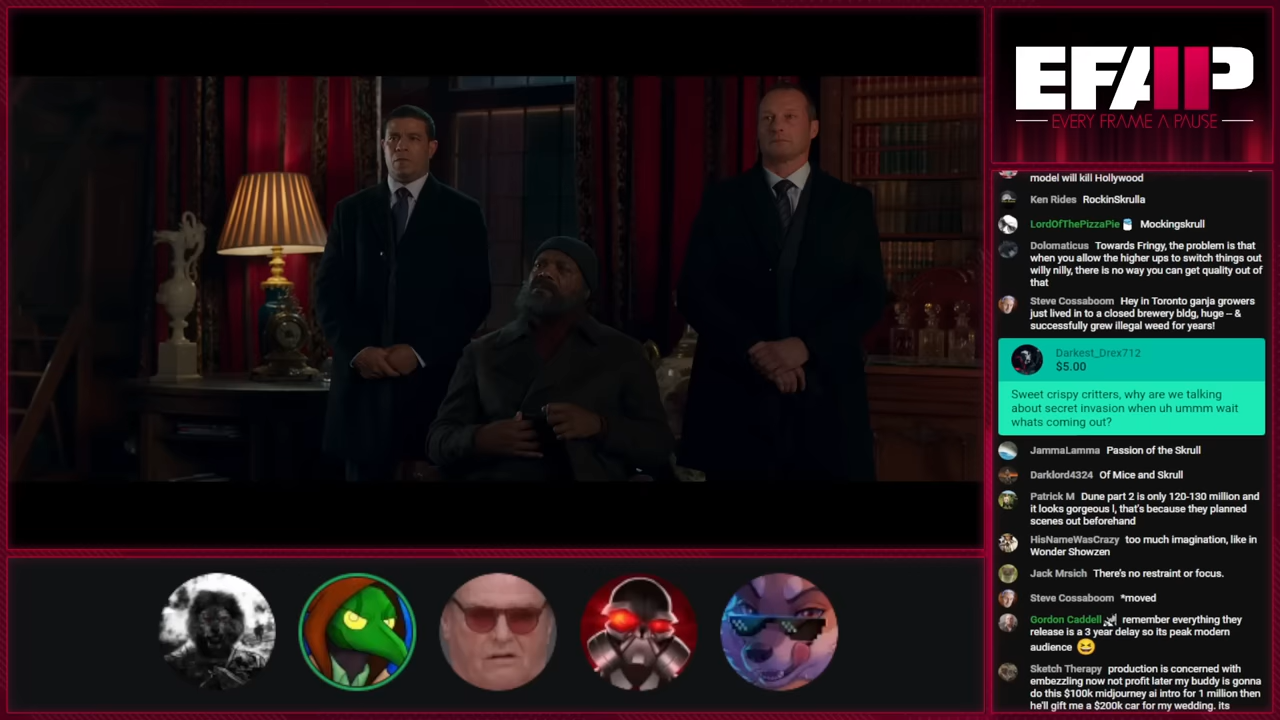 EFAP
EVERY FRAME A PAUSE
model will kill Hollywood
Ken Rides RockinSkrulla
LordOfThePizzaPie Mockingskrull
Dolomaticus Towards Fringy, the problem is that
when you allow the higher ups to switch things out
willy nilly, there is no way you can get quality out of
that
Steve Cossaboom Hey in Toronto ganja growers
just lived in to a closed brewery bldg, huge -- &
successfully grew illegal weed for years!
Darkest_Drex712
$5.00
Sweet crispy critters, why are we talking
about secret invasion when uh ummm wait
whats coming out?
JammaLamma Passion of the Skrull
Darklord4324 Of Mice and Skrull
Patrick M Dune part 2 is only 120-130 million and
it looks gorgeous l, that's because they planned
scenes out beforehand
HisNameWasCrazy too much imagination, like in
Wonder Showzen
Jack Mrsich There's no restraint or focus.
Steve Cossaboom *moved
Gordon Caddell remember everything they
release is a 3 year delay so its peak modern
audience 😆
Sketch Therapy production is concerned with
embezzling now not profit later my buddy is gonna
do this $100k midjourney ai intro for 1 million then
he'll gift me a $200k car for my wedding. its